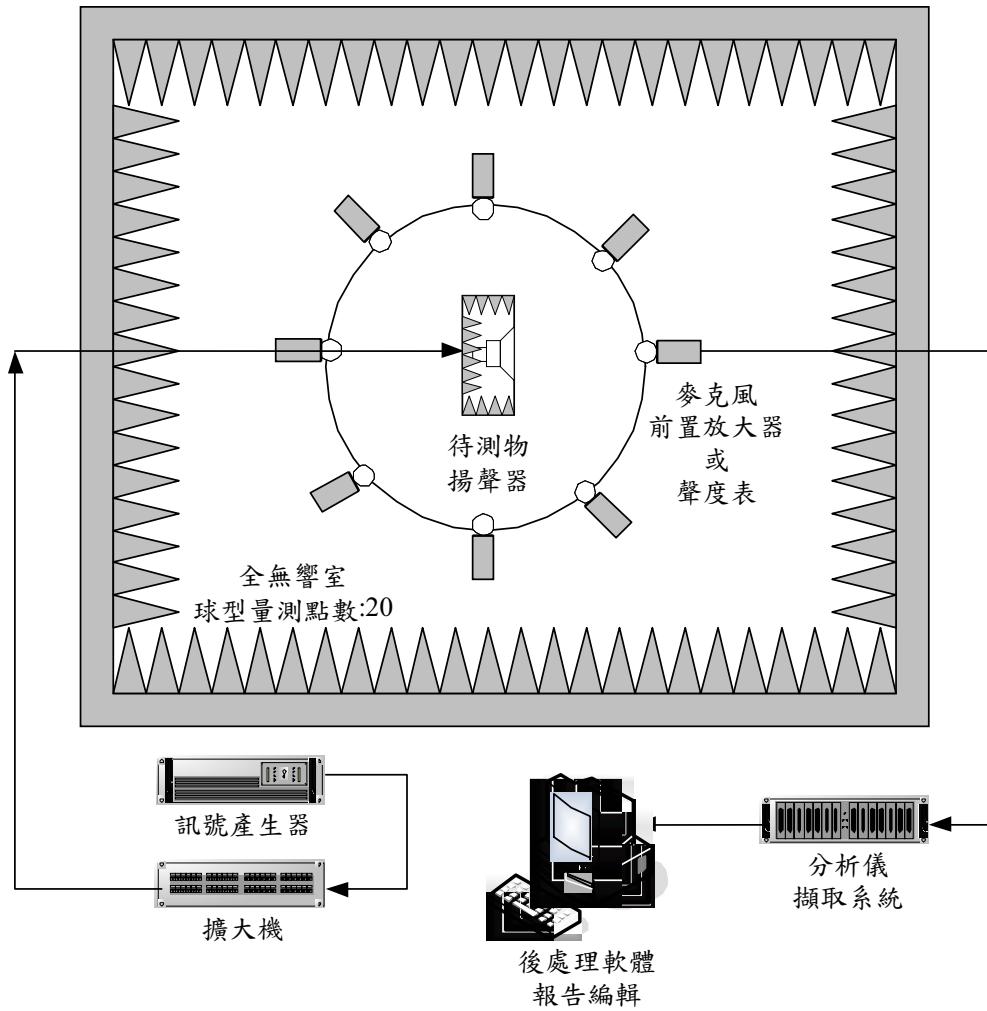 麥克風
前置放大器
或
聲度表
待測物
揚聲器
全無響室
球型量測點數:20
訊號產生器
擴大機
分析儀
擷取系統
後處理軟體
報告編輯